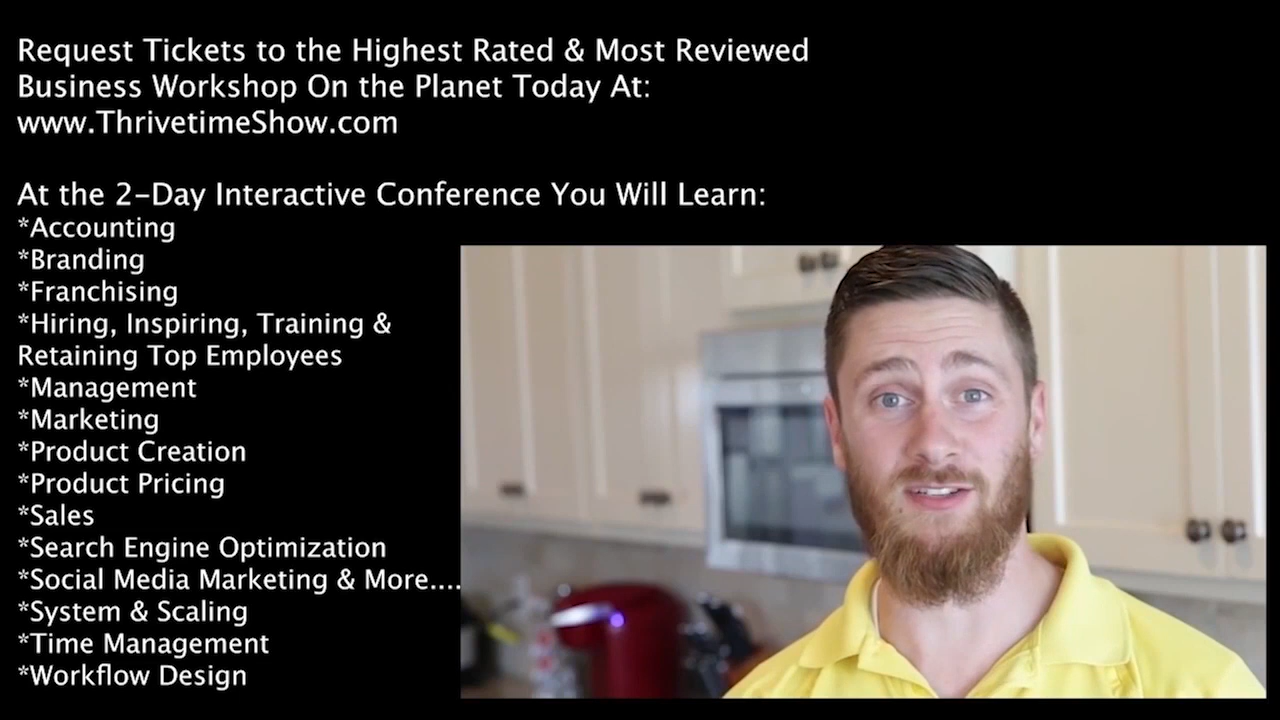 Request Tickets to the Highest Rated & Most Reviewed
Business Workshop On the Planet Today At:
www.ThrivetimeShow.com
At the 2-Day Interactive Conference You Will Learn:
*Accounting
*Branding
*Franchising
*Hiring, Inspiring, Training &
Retaining Top Employees
*Management
*Marketing
*Product Creation
*Product Pricing
*Sales
*Search Engine Optimization
*Social Media Marketing & More....
*System & Scaling
*Time Management
*Workflow Design